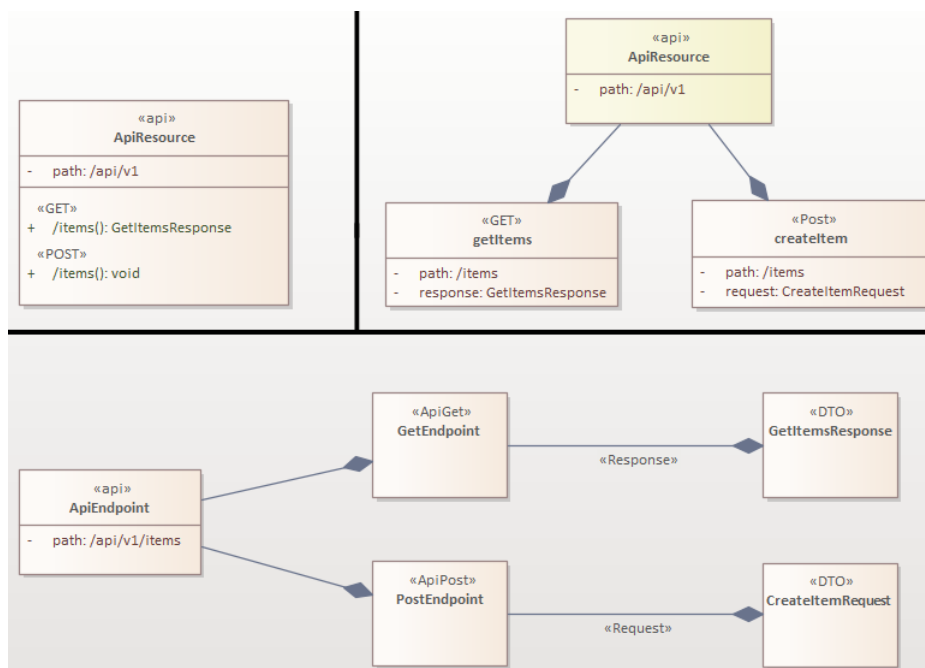 «api»
ApiResource
- path: /api/v1
«GET»
+ /items(): GetItemsResponse
«POST»
+ /items(): void
«api»
ApiResource
- path: /api/v1
«GET»
getItems
- path: /items
- response: GetItemsResponse
«Post»
createItem
- path: /items
- request: CreateItemRequest
«api»
ApiEndpoint
- path: /api/v1/items
«ApiGet»
GetEndpoint
«Response»
«DTO»
GetItemsResponse
«ApiPost»
PostEndpoint
«Request»
«DTO»
CreateItemRequest